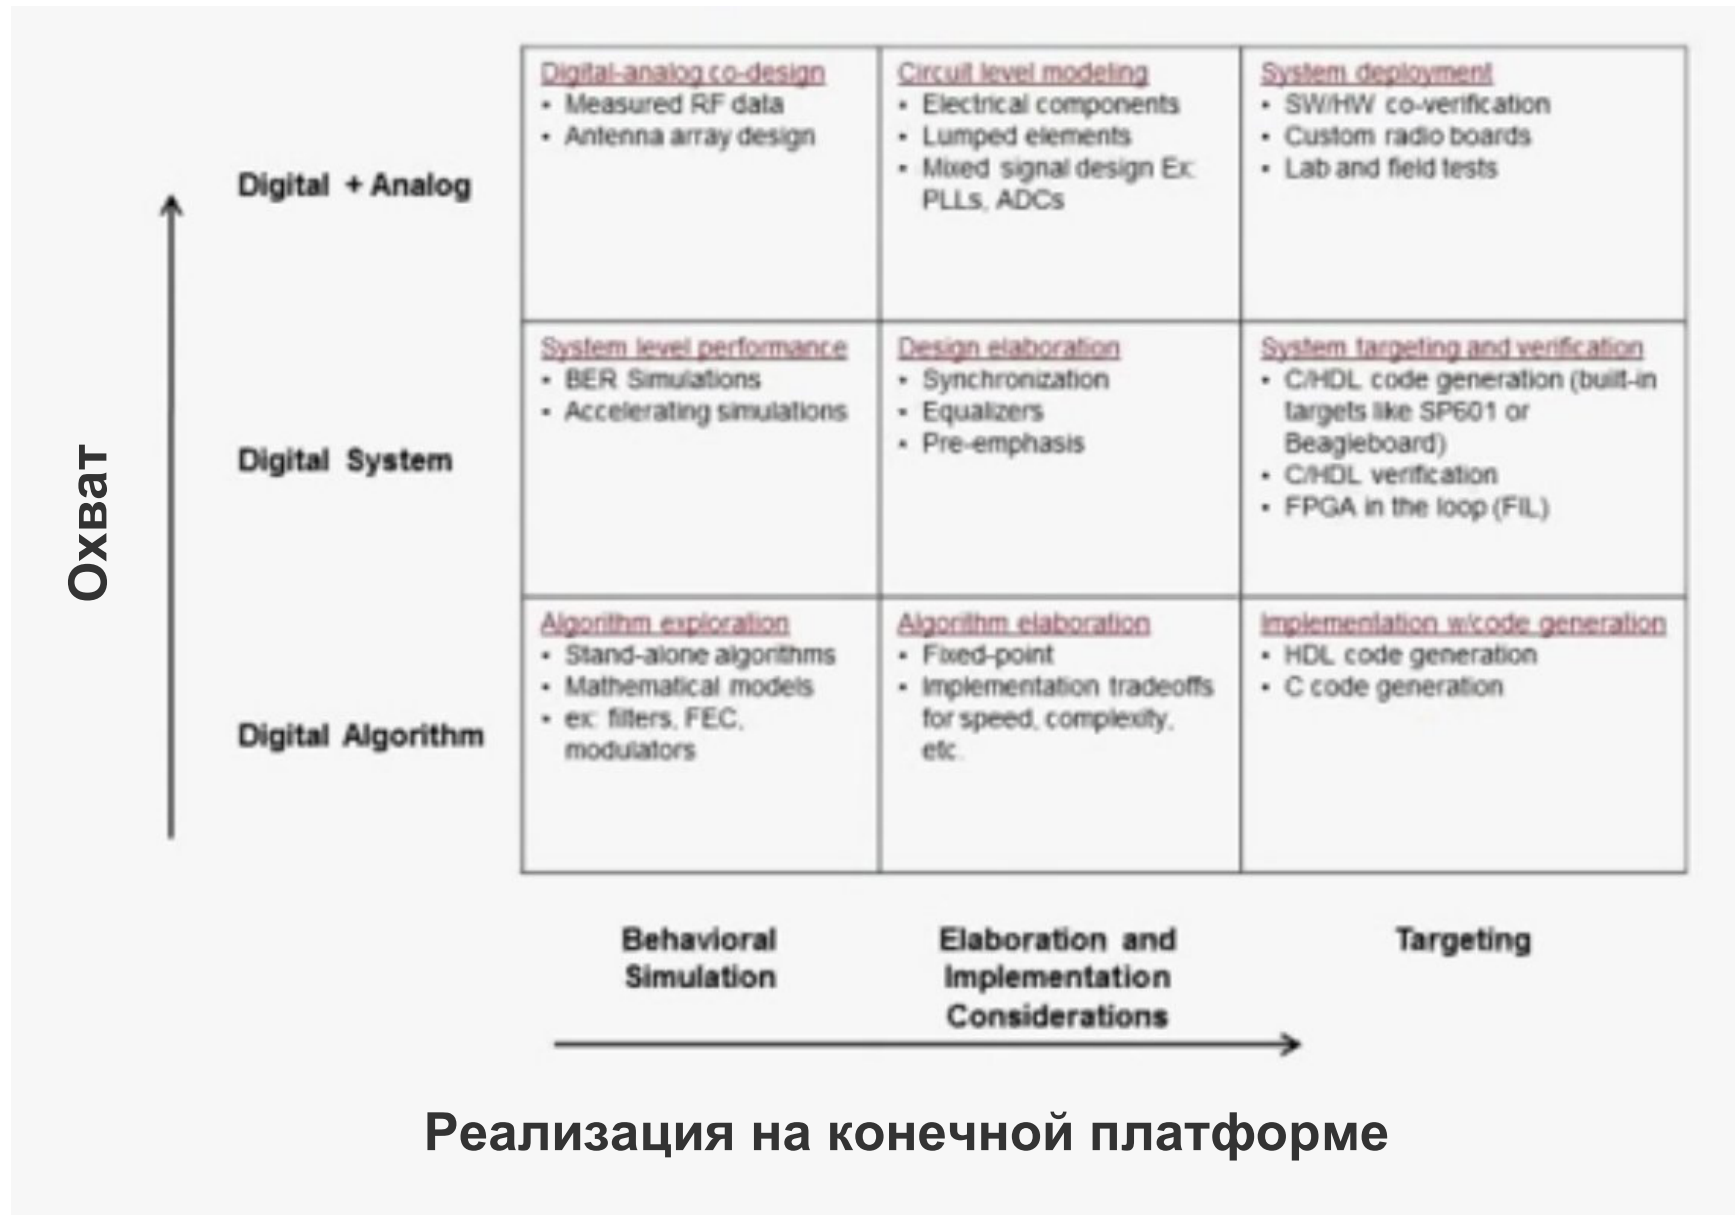 Digital-analog co-design
• Measured RF data
• Antenna array design
Circuit level modeling
• Electrical components
• Lumped elements
• Mixed signal design Ex:
PLLs, ADCs
System deployment
• SW/HW co-verification
• Custom radio boards
• Lab and field tests
Digital + Analog
System level performance
• BER Simulations
• Accelerating simulations
Design elaboration
• Synchronization
• Equalizers
• Pre-emphasis
System targeting and verification
• C/HDL code generation (built-in
targets like SP601 or
Beagleboard)
• C/HDL verification
• FPGA in the loop (FIL)
Digital System
Охват
Algorithm exploration
• Stand-alone algorithms
• Mathematical models
• ex: filters, FEC,
modulators
Algorithm elaboration
• Fixed-point
• Implementation tradeoffs
for speed, complexity,
etc.
Implementation w/code generation
• HDL code generation
• C code generation
Digital Algorithm
Behavioral
Simulation
Elaboration and
Implementation
Considerations
Targeting
Реализация на конечной платформе